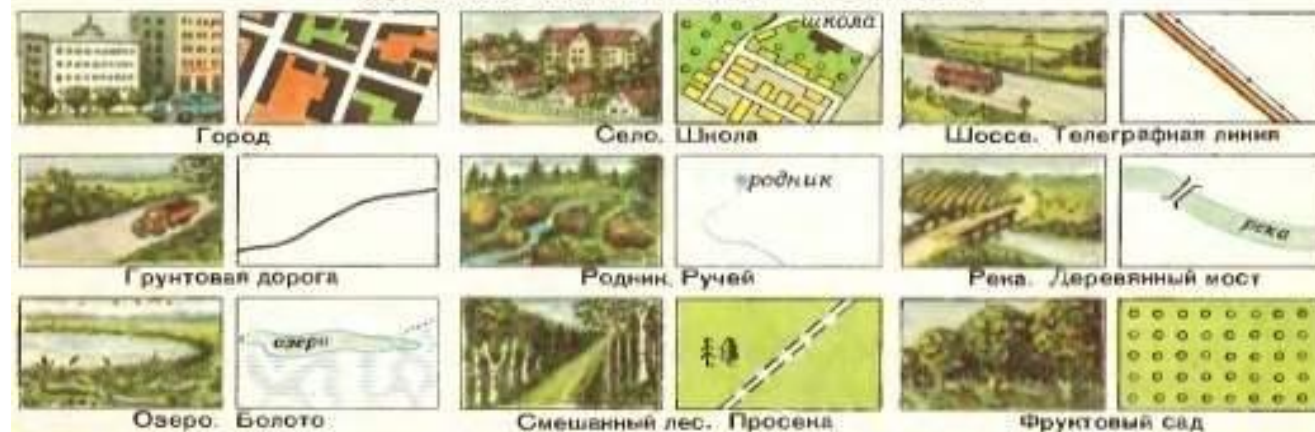 школа
Город
Село. Школа
Шоссе. Телеграфная линия
родник
река
Грунтовая дорога
Родник. Ручей
Река. Деревянный мост
озеро
Озеро. Болото
Смешанный лес. Просека
Фруктовый сад